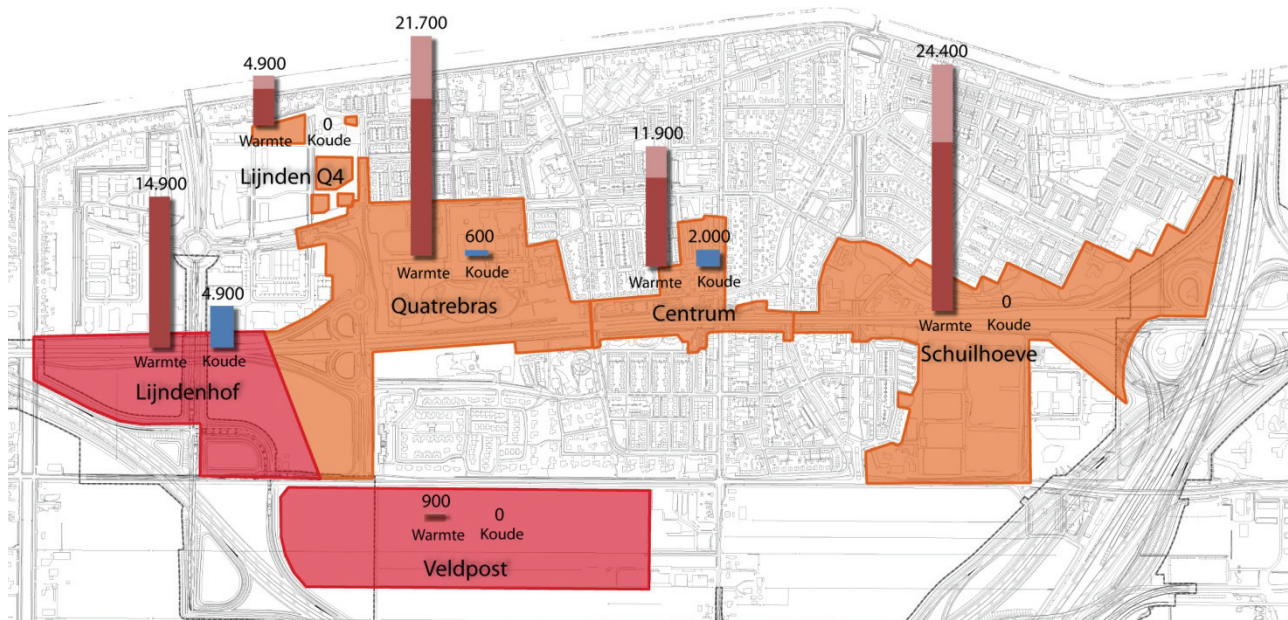 4.900
0
Warmte Koude
Lijnden Q4
21.700
600
Warmte Koude
Quatrebras
11.900
2.000
Warmte Koude
Centrum
24.400
0
Warmte Koude
Schuilhoeve
14.900
4.900
Warmte Koude
Lijndenhof
900
0
Warmte Koude
Veldpost